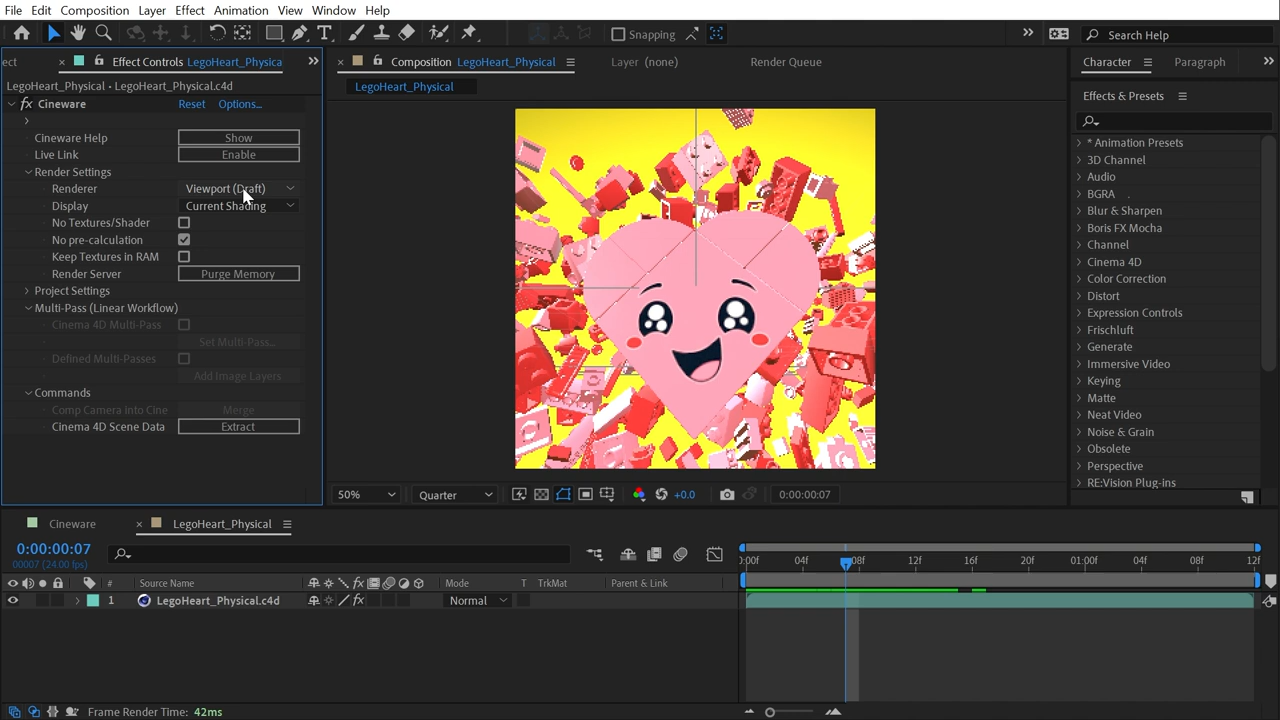 File Edit Composition Layer Effect Animation View Window Help
Snapping
Search Help
ect
Effect Controls LegoHeart_Physica
Composition LegoHeart_Physical
Layer (none)
Render Queue
Character
Paragraph
LegoHeart_Physical • LegoHeart_Physical.c4d
LegoHeart_Physical
Effects & Presets
fx Cineware Reset Options...
Cineware Help Show
Live Link Enable
Render Settings
Renderer Viewport (Draft)
Display Current Shading
No Textures/Shader
No pre-calculation
Keep Textures in RAM
Render Server Purge Memory
Project Settings
Multi-Pass (Linear Workflow)
Cinema 4D Multi-Pass
Set Multi-Pass...
Defined Multi-Passes
Add Image Layers
Commands
Comp Camera into Cine Merge
Cinema 4D Scene Data Extract
* Animation Presets
3D Channel
Audio
BGRA .
Blur & Sharpen
Boris FX Mocha
Channel
Cinema 4D
Color Correction
Distort
Expression Controls
Frischluft
Generate
Immersive Video
Keying
Matte
Neat Video
Noise & Grain
Obsolete
Perspective
RE:Vision Plug-ins
50% Quarter +0.0 0:00:00:07
Cineware
LegoHeart_Physical
0:00:00:07
00007 (24.00 fps)
0:00f 04f 08f 12f 16f 20f 01:00f 04f 08f 12f
# Source Name fx Mode T TrkMat Parent & Link
1 LegoHeart_Physical.c4d fx Normal
Frame Render Time: 42ms